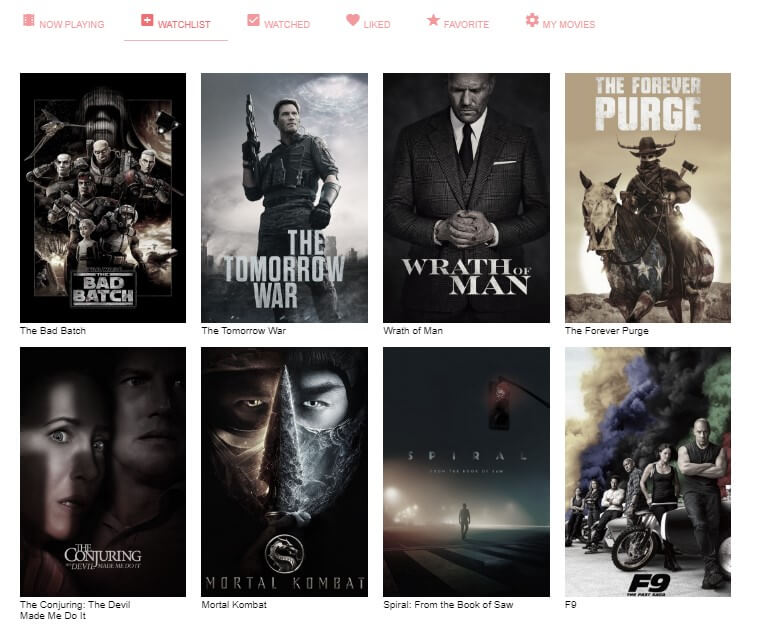 NOW PLAYING
WATCHLIST
WATCHED
LIKED
FAVORITE
MY MOVIES
THE
BAD
BATCH
The Bad Batch
THE
TOMORROW
WAR
The Tomorrow War
WRATH OF
MAN
Wrath of Man
THE FOREVER
PURGE
The Forever Purge
THE
CONJURING
THE DEVIL MADE ME DO IT
The Conjuring: The Devil
Made Me Do It
MORTAL KOMBAT
Mortal Kombat
SPIRAL
FROM THE BOOK OF SAW
Spiral: From the Book of Saw
F9
THE FAST SAGA
F9